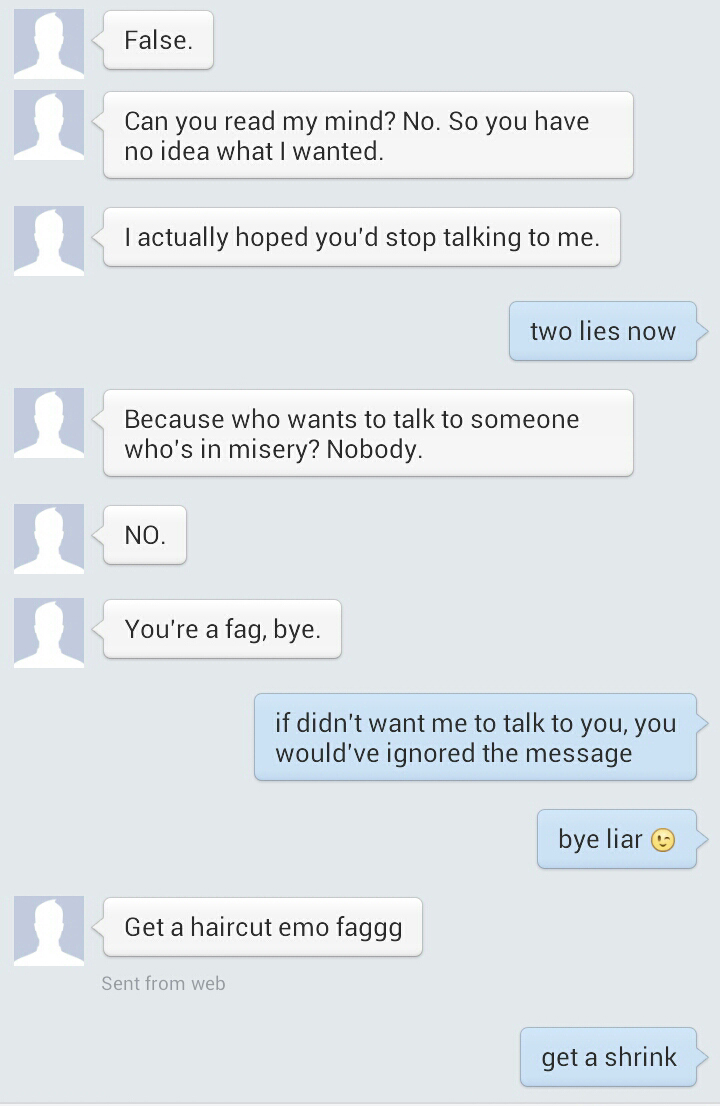 False.
Can you read my mind? No. So you have
no idea what I wanted.
I actually hoped you'd stop talking to me.
two lies now
Because who wants to talk to someone
who's in misery? Nobody.
NO.
You're a fag, bye.
if didn't want me to talk to you, you
would've ignored the message
bye liar 😉
Get a haircut emo faggg
Sent from web
get a shrink